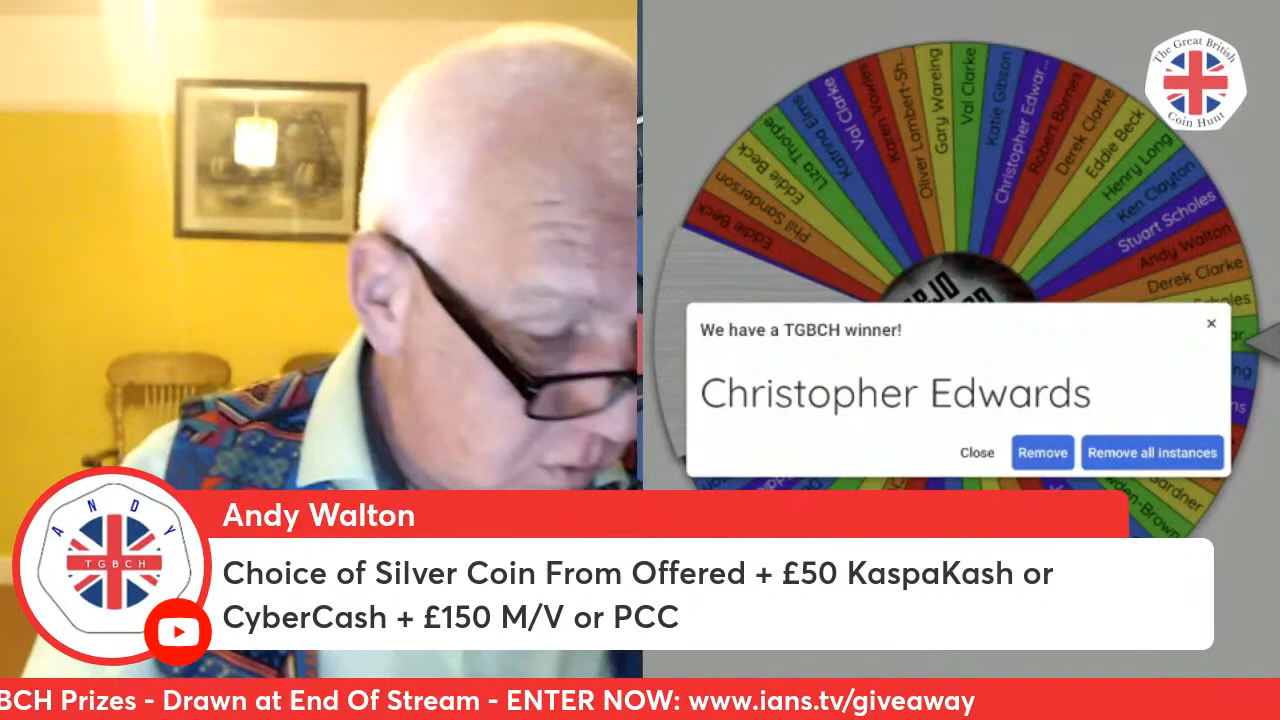 The Great British
Coin Hunt
Eddie Beck
Phil Sanderson
Eddie Beck
Liza Thorpe
Katrina Elms
Val Clarke
Karen Vowles
Oliver Lambert-Sh...
Gary Wareing
Val Clarke
Katie Gibson
Christopher Edwar...
Robert Barnes
Derek Clarke
Eddie Beck
Henry Long
Ken Clayton
Stuart Scholes
Andy Walton
Derek Clarke
We have a TGBCH winner!
×
Christopher Edwards
Close
Remove
Remove all instances
ANDY
TGBCH
Andy Walton
Choice of Silver Coin From Offered + £50 KaspaKash or
CyberCash + £150 M/V or PCC
BCH Prizes - Drawn at End Of Stream - ENTER NOW: www.ians.tv/giveaway